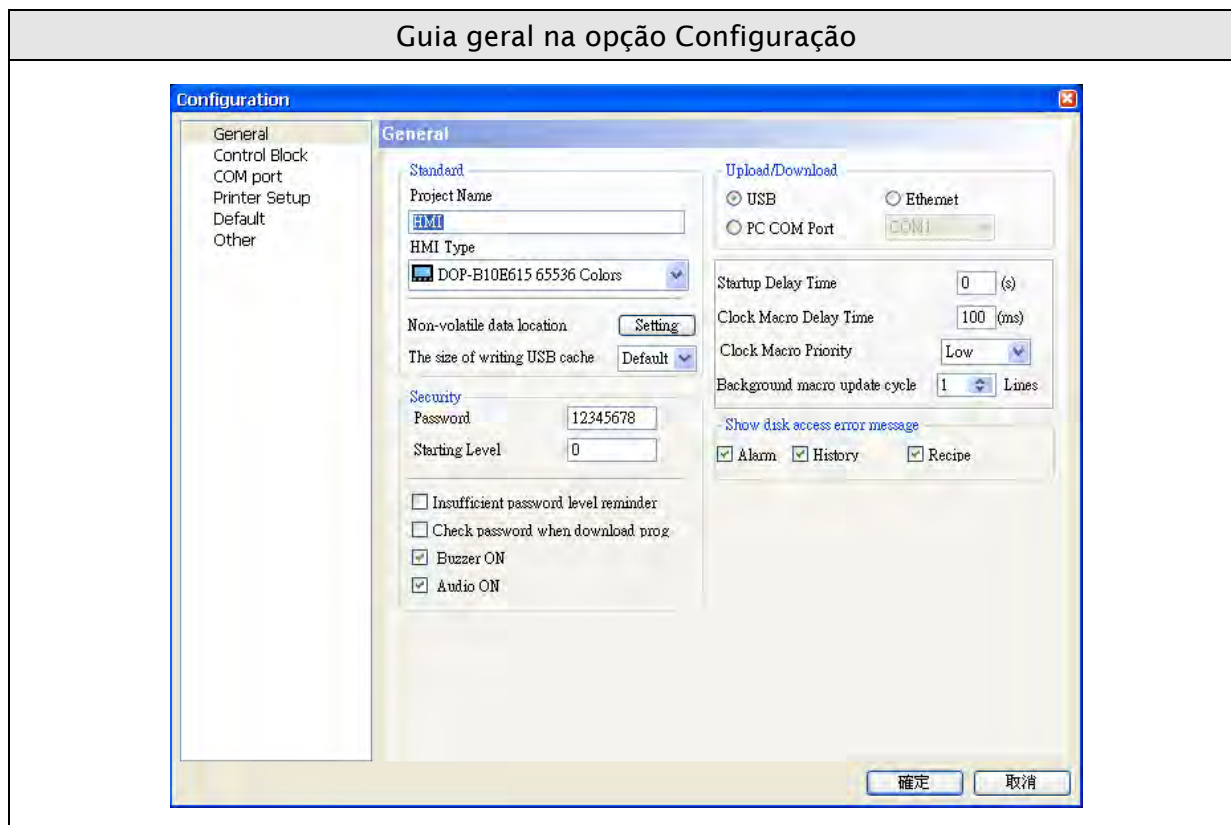 Guia geral na opção Configuração
Configuration
General
Control Block
COM port
Printer Setup
Default
Other
General
Standard
Project Name
HMI
HMI Type
DOP-B10E615 65536 Colors
Non-volatile data location Setting
The size of writing USB cache Default
Security
Password 12345678
Starting Level 0
Insufficient password level reminder
Check password when download prog
Buzzer ON
Audio ON
Upload/Download
USB Ethernet
PC COM Port COM1
Startup Delay Time 0 (s)
Clock Macro Delay Time 100 (ms)
Clock Macro Priority Low
Background macro update cycle 1 Lines
Show disk access error message
Alarm History Recipe
確定 取消